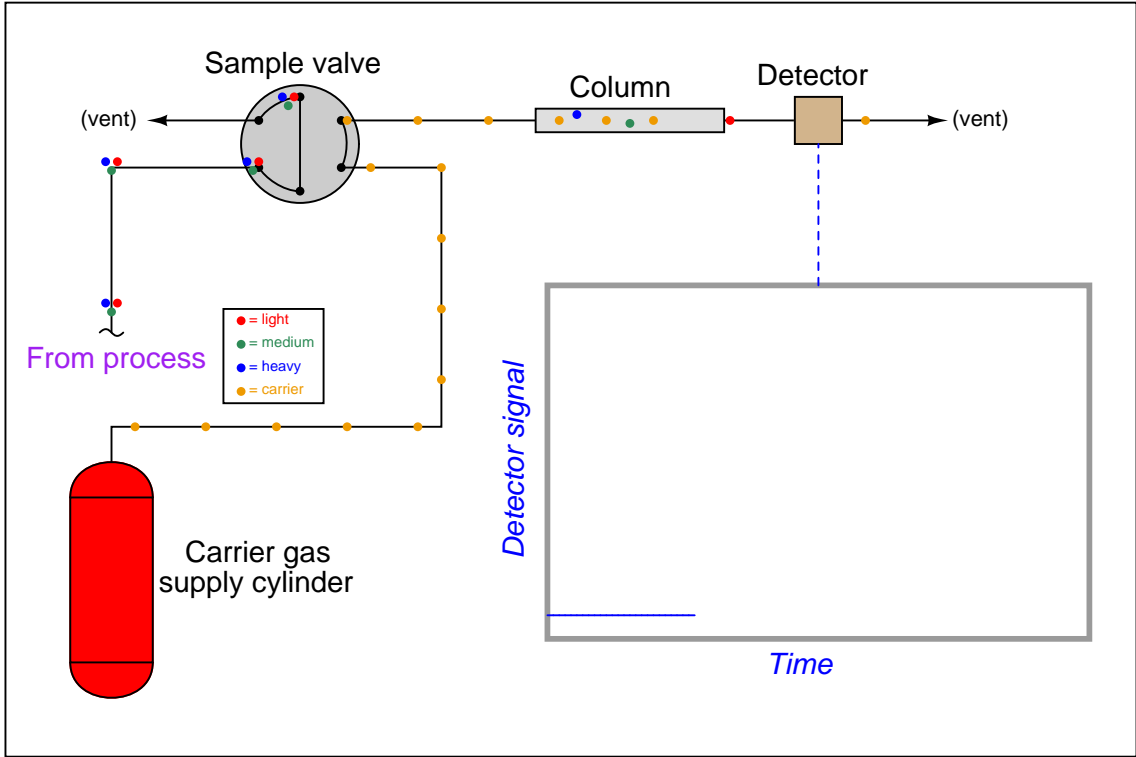 Sample valve
Column
Detector
(vent)
(vent)
= light
= medium
= heavy
= carrier
From process
Detector signal
Carrier gas
supply cylinder
Time